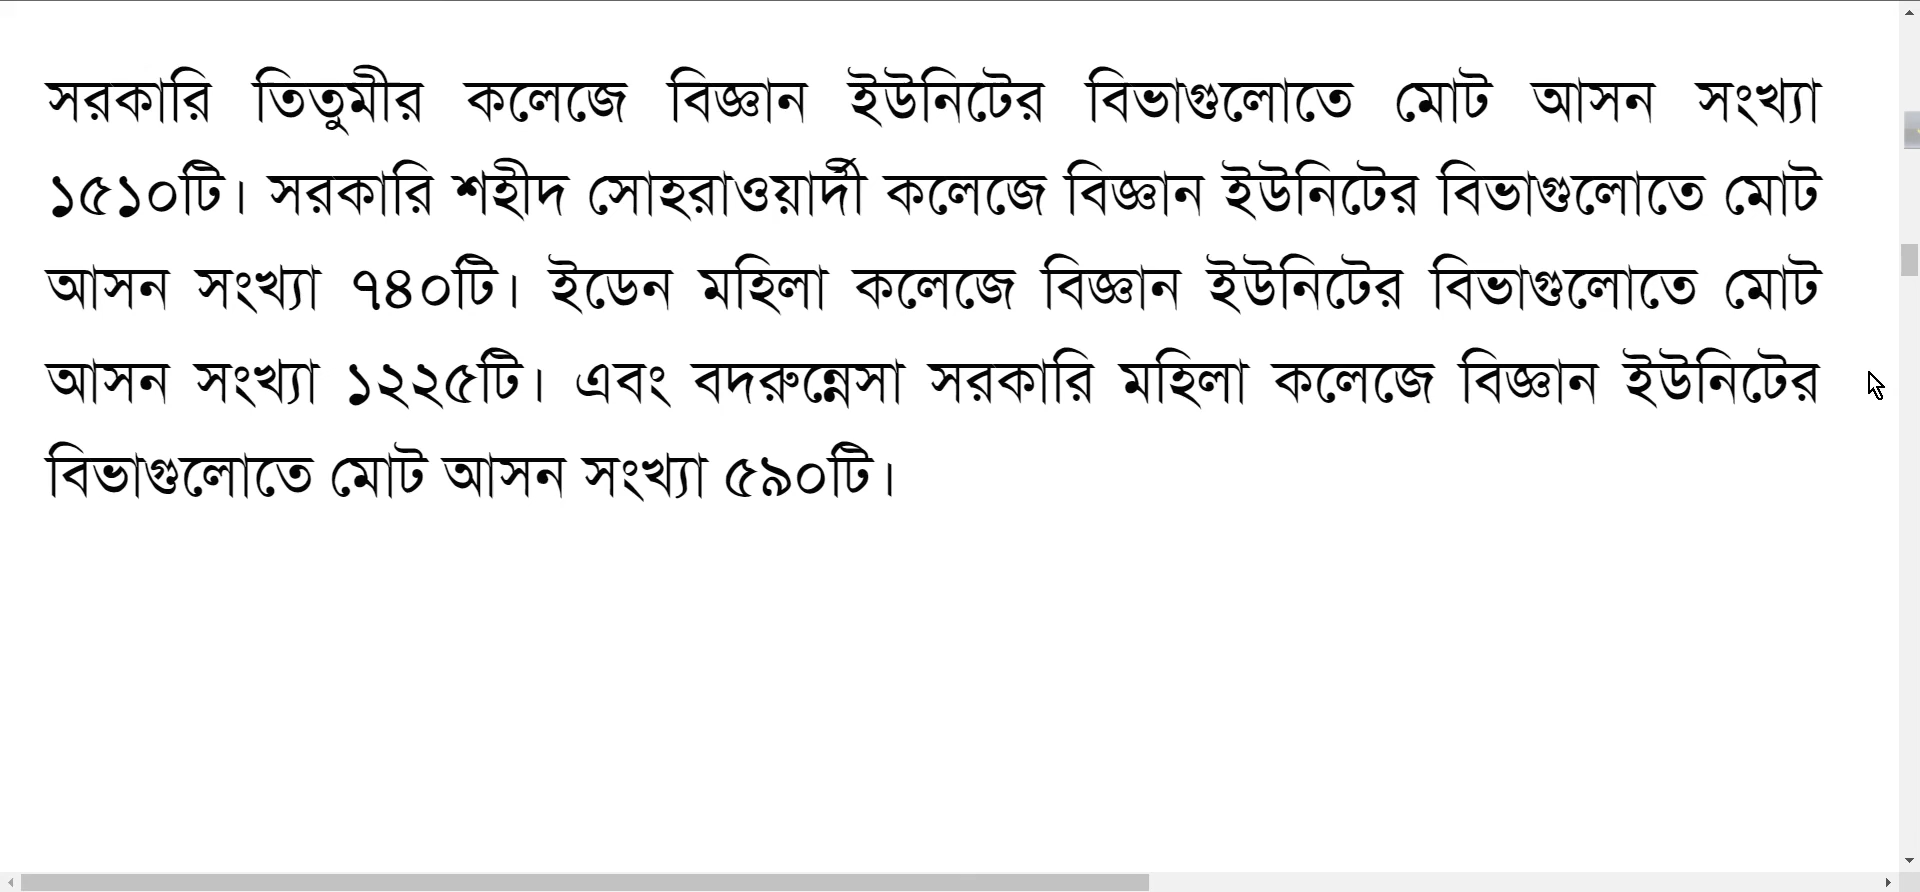 সরকারি তিতুমীর কলেজে বিজ্ঞান ইউনিটের বিভাগুলোতে মোট আসন সংখ্যা
১৫১০টি। সরকারি শহীদ সোহরাওয়ার্দী কলেজে বিজ্ঞান ইউনিটের বিভাগুলোতে মোট
আসন সংখ্যা ৭৪০টি। ইডেন মহিলা কলেজে বিজ্ঞান ইউনিটের বিভাগুলোতে মোট
আসন সংখ্যা ১২২৫টি। এবং বদরুন্নেসা সরকারি মহিলা কলেজে বিজ্ঞান ইউনিটের
বিভাগুলোতে মোট আসন সংখ্যা ৫৯০টি।